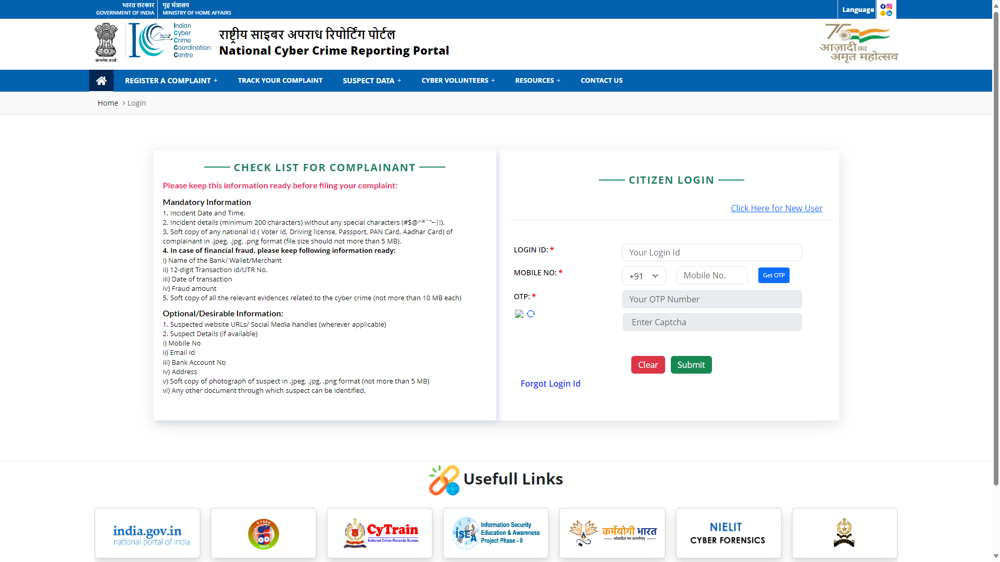 भारत सरकार
GOVERNMENT OF INDIA
गृह मंत्रालय
MINISTRY OF HOME AFFAIRS
Language
सत्यमेव जयते
Indian
Cyber
Crime
Coordination
Centre
राष्ट्रीय साइबर अपराध रिपोर्टिंग पोर्टल
National Cyber Crime Reporting Portal
75
आज़ादी का
अमृत महोत्सव
REGISTER A COMPLAINT +
TRACK YOUR COMPLAINT
SUSPECT DATA +
CYBER VOLUNTEERS +
RESOURCES +
CONTACT US
Home > Login
CHECK LIST FOR COMPLAINANT
Please keep this information ready before filing your complaint:
Mandatory Information
1. Incident Date and Time.
2. Incident details (minimum 200 characters) without any special characters (#$@^*`"~|!).
3. Soft copy of any national Id ( Voter Id, Driving license, Passport, PAN Card, Aadhar Card) of
complainant in .jpeg, .jpg, .png format (file size should not more than 5 MB).
4. In case of financial fraud, please keep following information ready:
i) Name of the Bank/ Wallet/Merchant
ii) 12-digit Transaction id/UTR No.
iii) Date of transaction
iv) Fraud amount
5. Soft copy of all the relevant evidences related to the cyber crime (not more than 10 MB each)
Optional/Desirable Information:
1. Suspected website URLs/ Social Media handles (wherever applicable)
2. Suspect Details (if available)
i) Mobile No
ii) Email id
iii) Bank Account No
iv) Address
v) Soft copy of photograph of suspect in .jpeg, .jpg, .png format (not more than 5 MB)
vi) Any other document through which suspect can be identified.
CITIZEN LOGIN
Click Here for New User
LOGIN ID: *
Your Login Id
MOBILE NO: *
+91
Mobile No.
Get OTP
OTP: *
Your OTP Number
Enter Captcha
Clear
Submit
Forgot Login Id
Usefull Links
india.gov.in
national portal of india
CYBER
DOST
CyTrain
National Crime Records Bureau
ISEA
Information Security
Education & Awareness
Project Phase - II
कर्मयोगी भारत
लोकहितं मम करणीयम्
NIELIT
CYBER FORENSICS